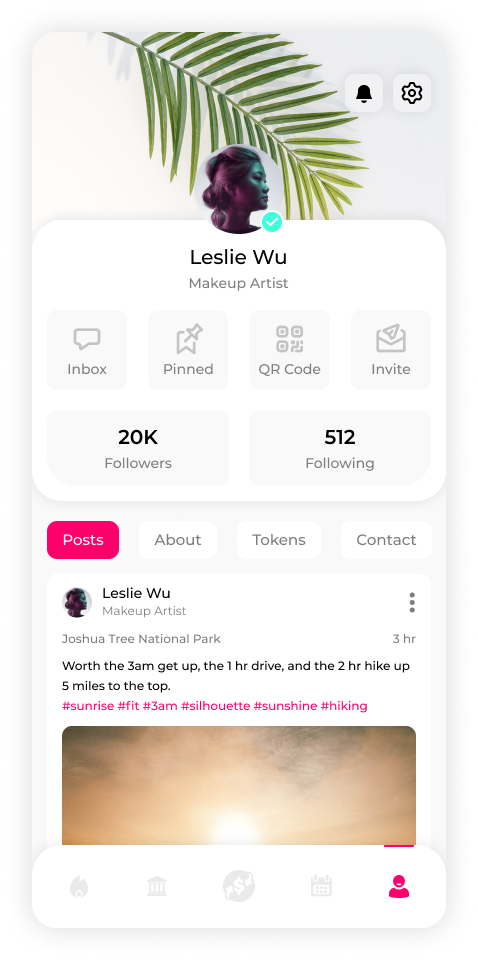 Leslie Wu
Makeup Artist
Inbox
Pinned
QR Code
Invite
20K
Followers
512
Following
Posts
About
Tokens
Contact
Leslie Wu
Makeup Artist
Joshua Tree National Park
3 hr
Worth the 3am get up, the 1 hr drive, and the 2 hr hike up
5 miles to the top.
#sunrise #fit #3am #silhouette #sunshine #hiking